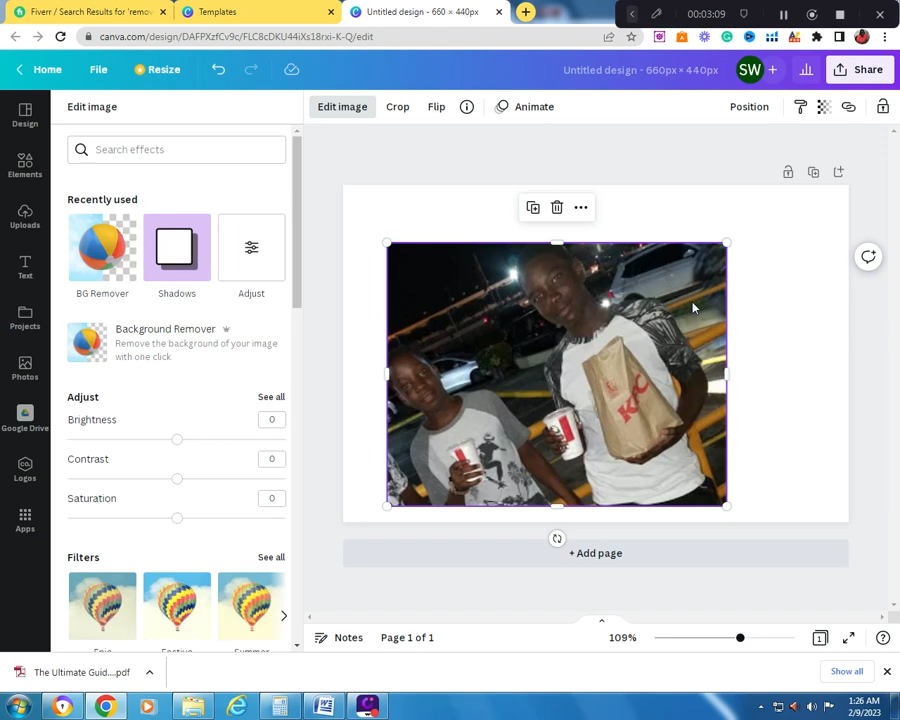 Fiverr / Search Results for 'remov
Templates
Untitled design - 660 × 440px
00:03:09
canva.com/design/DAFPXzfCv9c/FLC8cDKU44iXs18rxi-K-Q/edit
Home
File
Resize
Untitled design - 660px × 440px
SW
Share
Edit image
Edit image
Crop
Flip
Animate
Position
Design
Elements
Uploads
Text
Projects
Photos
Google Drive
Logos
Apps
Search effects
Recently used
BG Remover
Shadows
Adjust
Background Remover
Remove the background of your image
with one click
Adjust
See all
Brightness
0
Contrast
0
Saturation
0
Filters
See all
Epic
Festive
Summer
KFC
+ Add page
Notes
Page 1 of 1
109%
1
The Ultimate Guid....pdf
Show all
1:26 AM
2/9/2023